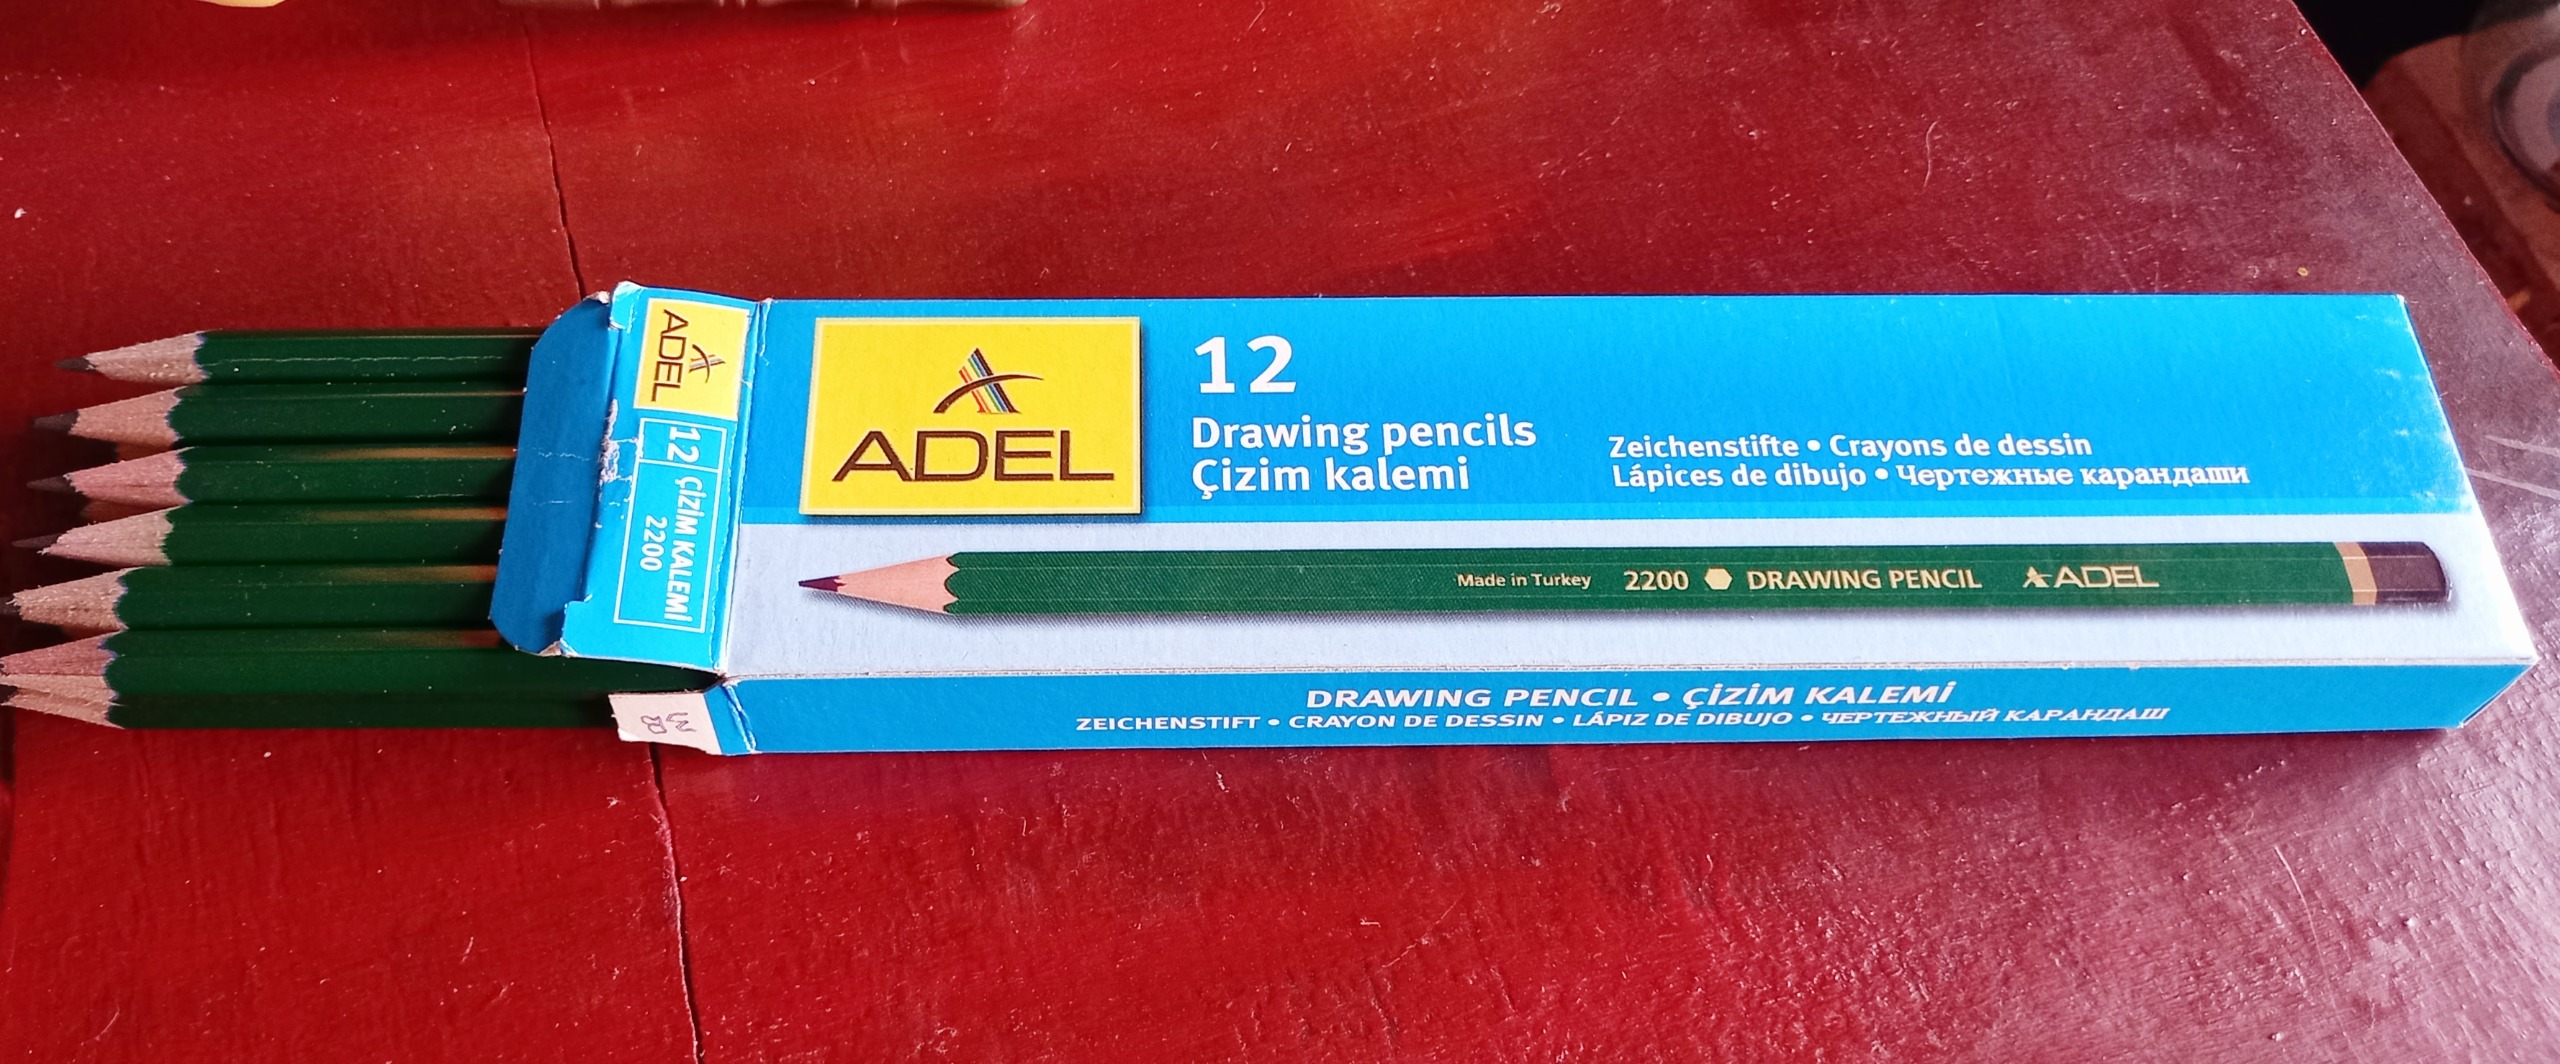 ADEL
12 ÇİZİM KALEMİ
2200
ADEL
12
Drawing pencils
Çizim kalemi
Zeichenstifte • Crayons de dessin
Lápices de dibujo • Чертежные карандаши
Made in Turkey 2200 DRAWING PENCIL ADEL
DRAWING PENCIL • ÇİZİM KALEMİ
ZEICHENSTIFT • CRAYON DE DESSIN • LÁPIZ DE DIBUJO • ЧЕРТЕЖНЫЙ КАРАНДАШ